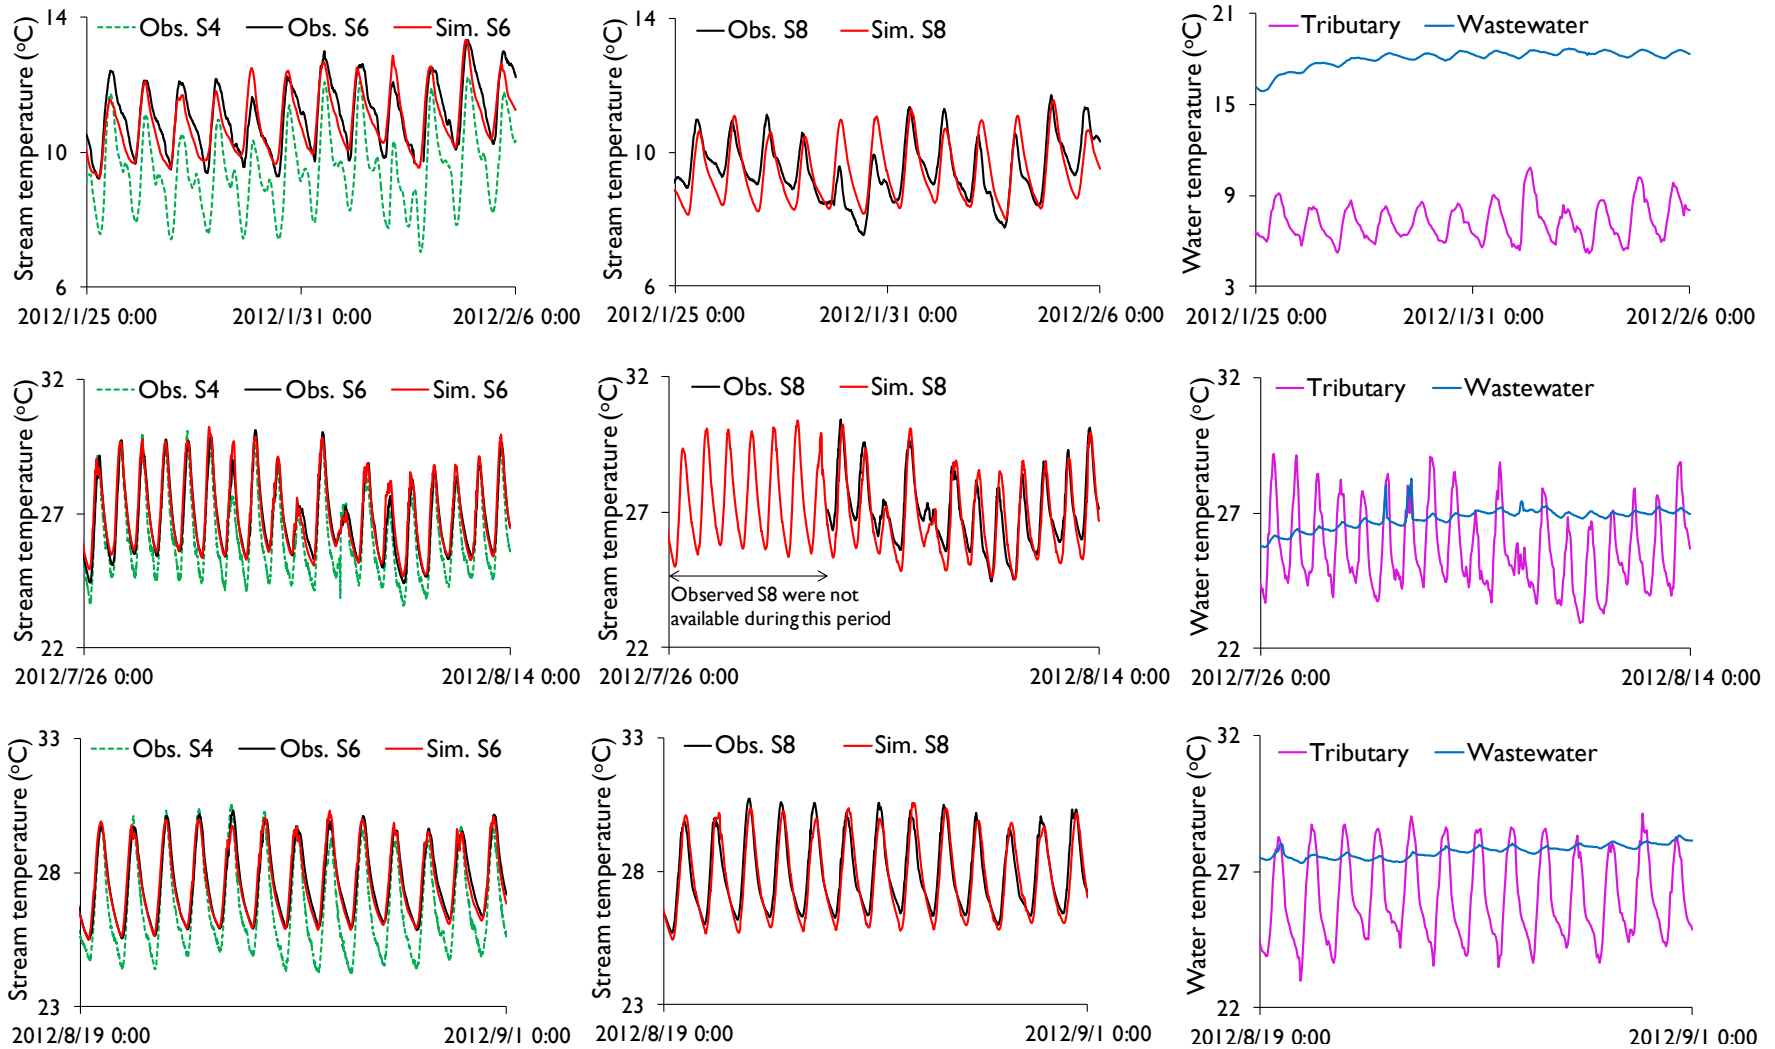 Stream temperature (°C)
14
10
6
Obs. S4 Obs. S6 Sim. S6
2012/1/25 0:00 2012/1/31 0:00 2012/2/6 0:00
Stream temperature (°C)
14
10
6
Obs. S8 Sim. S8
2012/1/25 0:00 2012/1/31 0:00 2012/2/6 0:00
Water temperature (°C)
21
15
9
3
Tributary Wastewater
2012/1/25 0:00 2012/1/31 0:00 2012/2/6 0:00
Stream temperature (°C)
32
27
22
Obs. S4 Obs. S6 Sim. S6
2012/7/26 0:00 2012/8/14 0:00
Stream temperature (°C)
32
27
22
Obs. S8 Sim. S8
Observed S8 were not
available during this period
2012/7/26 0:00 2012/8/14 0:00
Water temperature (°C)
32
27
22
Tributary Wastewater
2012/7/26 0:00 2012/8/14 0:00
Stream temperature (°C)
33
28
23
Obs. S4 Obs. S6 Sim. S6
2012/8/19 0:00 2012/9/1 0:00
Stream temperature (°C)
33
28
23
Obs. S8 Sim. S8
2012/8/19 0:00 2012/9/1 0:00
Water temperature (°C)
32
27
22
Tributary Wastewater
2012/8/19 0:00 2012/9/1 0:00